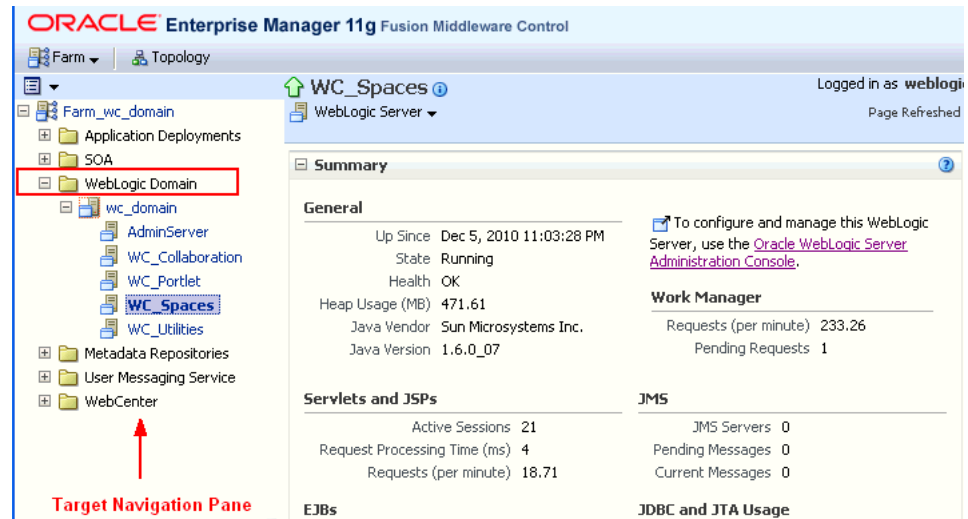 ORACLE Enterprise Manager 11g Fusion Middleware Control
Farm Topology
WC_Spaces
Logged in as weblogic
WebLogic Server
Page Refreshed
Farm_wc_domain
Application Deployments
SOA
WebLogic Domain
wc_domain
AdminServer
WC_Collaboration
WC_Portlet
WC_Spaces
WC_Utilities
Metadata Repositories
User Messaging Service
WebCenter
Target Navigation Pane
Summary
General
Up Since Dec 5, 2010 11:03:28 PM
State Running
Health OK
Heap Usage (MB) 471.61
Java Vendor Sun Microsystems Inc.
Java Version 1.6.0_07
To configure and manage this WebLogic
Server, use the Oracle WebLogic Server
Administration Console.
Work Manager
Requests (per minute) 233.26
Pending Requests 1
Servlets and JSPs
Active Sessions 21
Request Processing Time (ms) 4
Requests (per minute) 18.71
JMS
JMS Servers 0
Pending Messages 0
Current Messages 0
EJBs
JDBC and JTA Usage